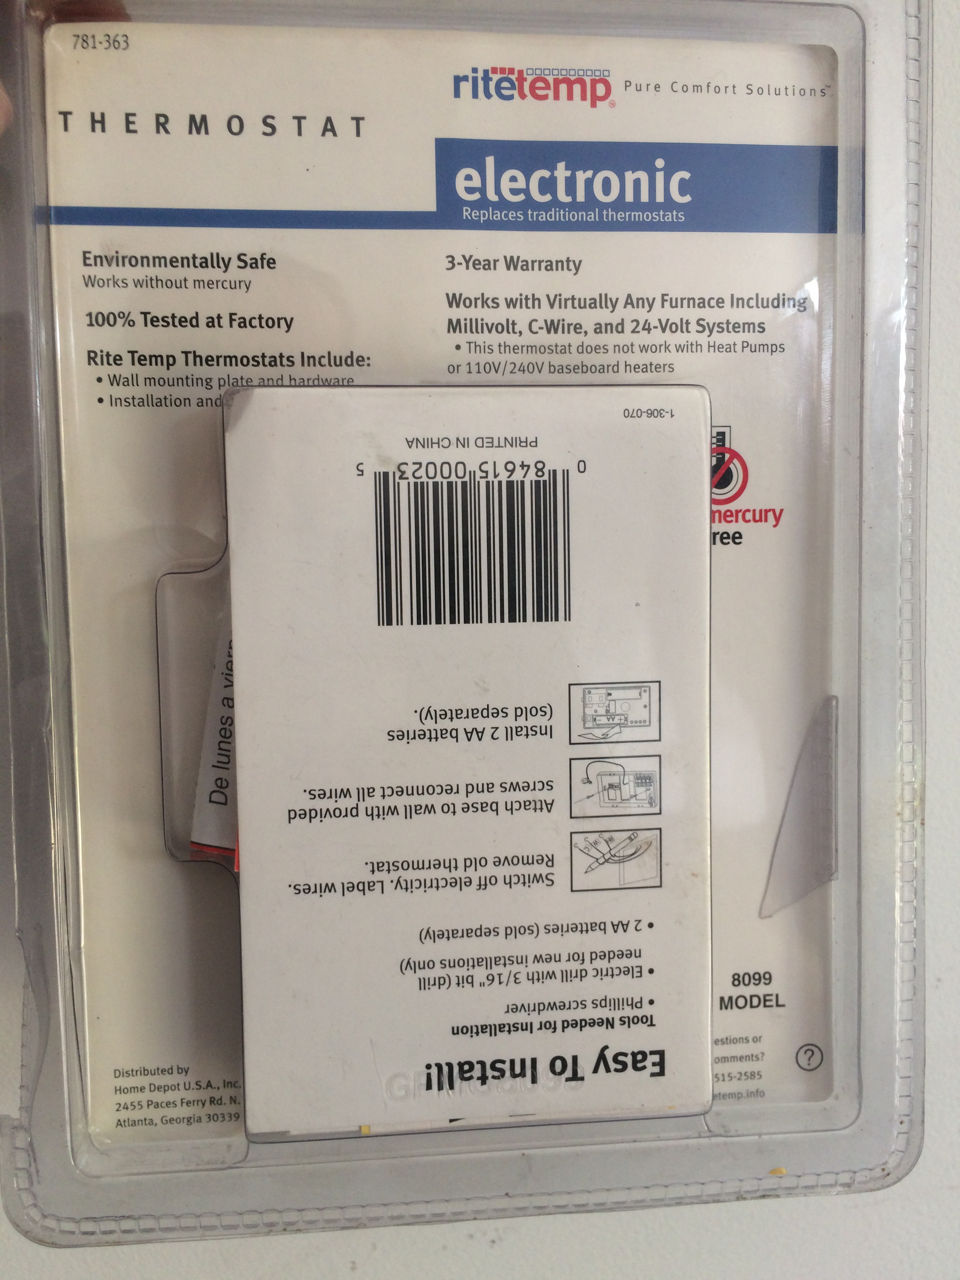 781-363
ritetemp® Pure Comfort Solutions™
THERMOSTAT
electronic
Replaces traditional thermostats
Environmentally Safe
Works without mercury
100% Tested at Factory
Rite Temp Thermostats Include:
• Wall mounting plate and hardware
• Installation and
3-Year Warranty
Works with Virtually Any Furnace Including
Millivolt, C-Wire, and 24-Volt Systems
• This thermostat does not work with Heat Pumps
or 110V/240V baseboard heaters
mercury
ree
De lunes a viern
Easy To Install!
Tools Needed for Installation
• Phillips screwdriver
• Electric drill with 3/16" bit (drill
needed for new installations only)
• 2 AA batteries (sold separately)
Switch off electricity. Label wires.
Remove old thermostat.
Attach base to wall with provided
screws and reconnect all wires.
Install 2 AA batteries
(sold separately).
0 84615 00023 5
PRINTED IN CHINA
1-306-070
8099
MODEL
estions or
omments?
515-2585
etemp.info
?
Distributed by
Home Depot U.S.A., Inc.
2455 Paces Ferry Rd. N.
Atlanta, Georgia 30339